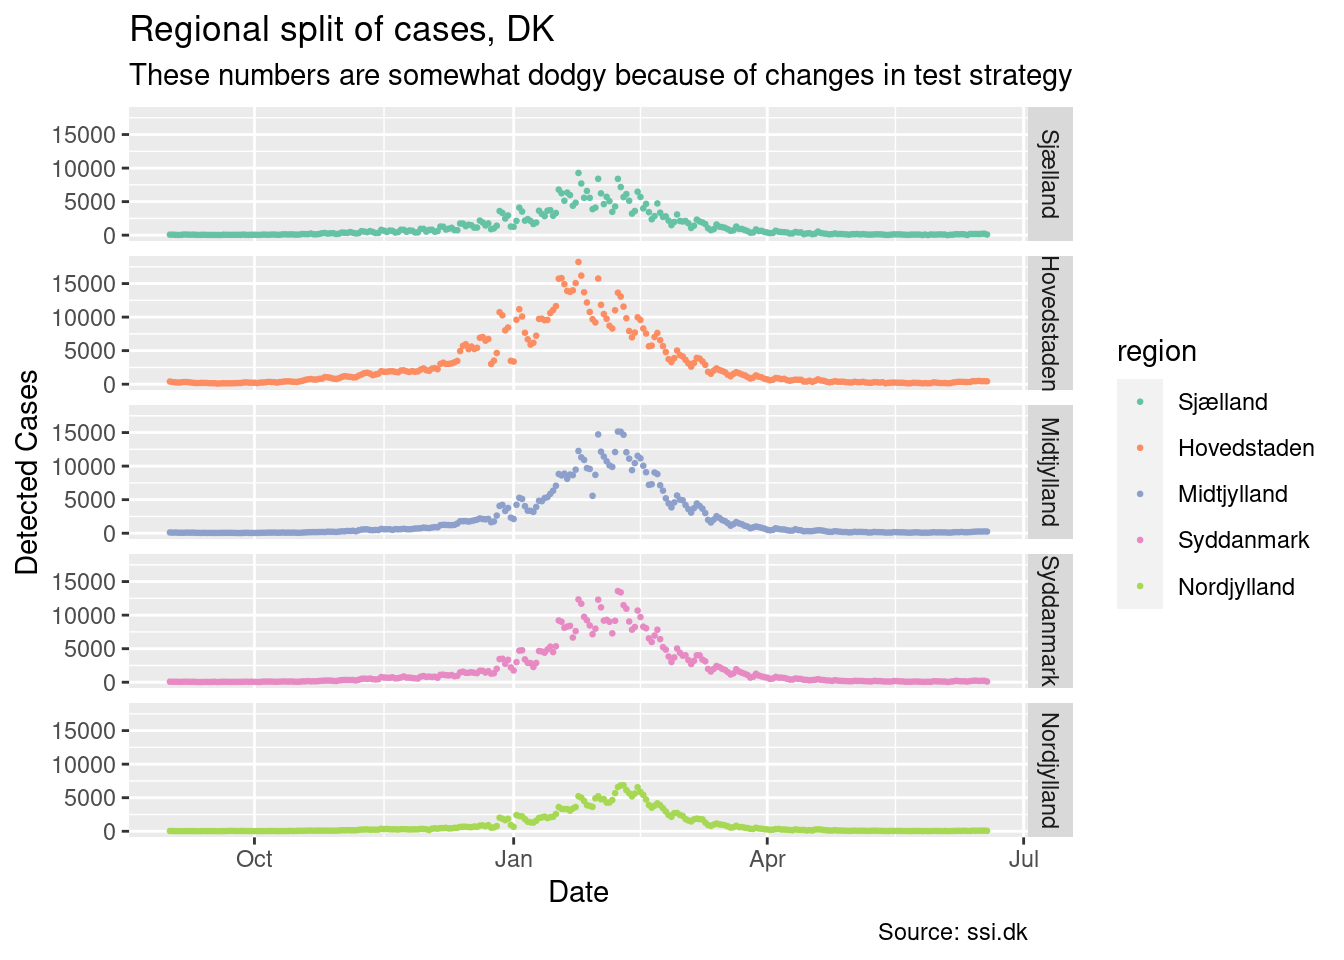 Regional split of cases, DK
These numbers are somewhat dodgy because of changes in test strategy
Detected Cases
15000
10000
5000
0
Sjælland
15000
10000
5000
0
Hovedstaden
15000
10000
5000
0
Midtjylland
15000
10000
5000
0
Syddanmark
15000
10000
5000
0
Nordjylland
Oct Jan Apr Jul
Date
region
Sjælland
Hovedstaden
Midtjylland
Syddanmark
Nordjylland
Source: ssi.dk